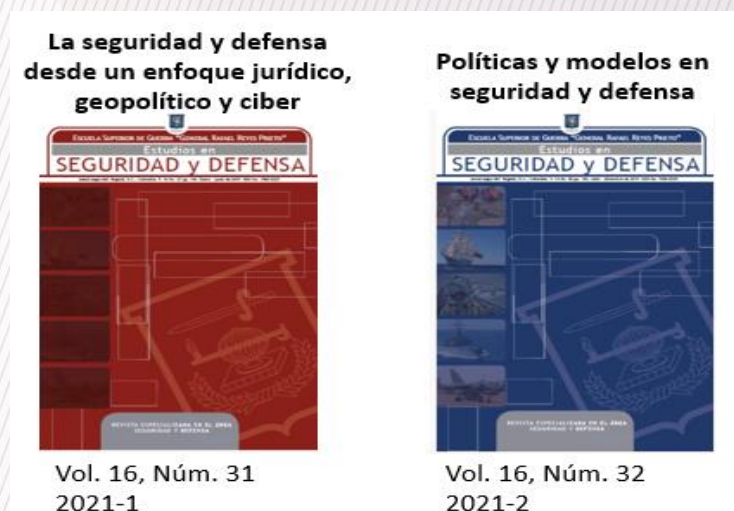 La seguridad y defensa
desde un enfoque jurídico,
geopolítico y ciber
ESCUELA SUPERIOR DE GUERRA "GENERAL RAFAEL REYES PRIETO"
Estudios en
SEGURIDAD y DEFENSA
REVISTA ESPECIALIZADA EN EL ÁREA
SEGURIDAD Y DEFENSA
Vol. 16, Núm. 31
2021-1
Políticas y modelos en
seguridad y defensa
ESCUELA SUPERIOR DE GUERRA "GENERAL RAFAEL REYES PRIETO"
Estudios en
SEGURIDAD y DEFENSA
REVISTA ESPECIALIZADA EN EL ÁREA
SEGURIDAD Y DEFENSA
Vol. 16, Núm. 32
2021-2